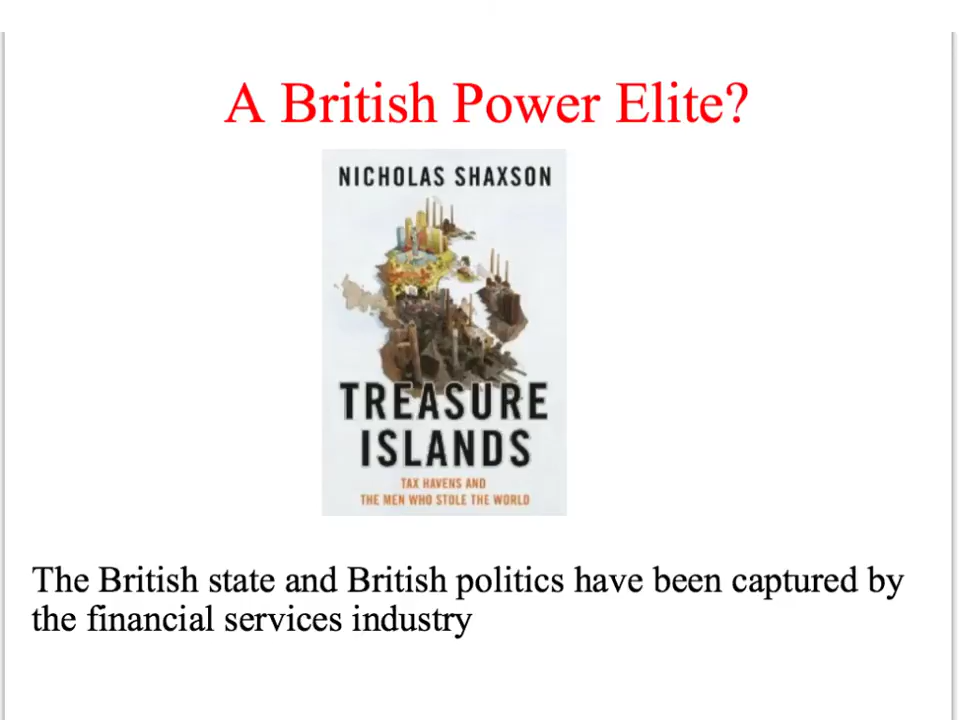 A British Power Elite?
NICHOLAS SHAXSON
TREASURE
ISLANDS
TAX HAVENS AND
THE MEN WHO STOLE THE WORLD
The British state and British politics have been captured by
the financial services industry